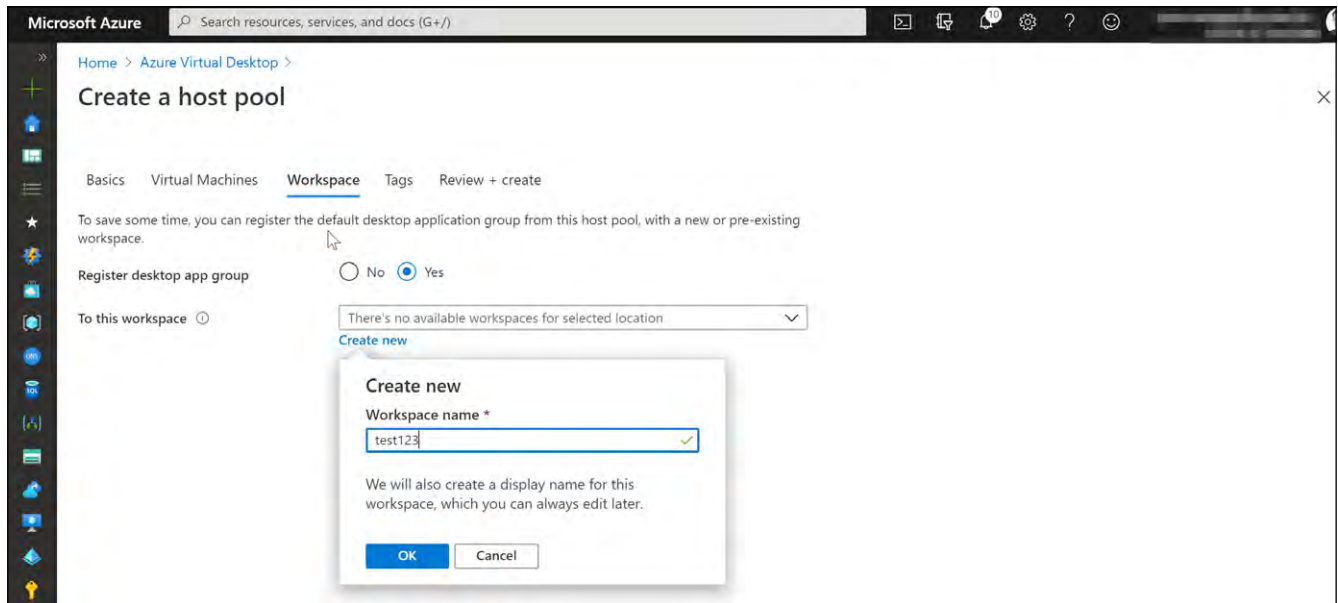 Microsoft Azure
Search resources, services, and docs (G+/)
10
Home > Azure Virtual Desktop >
Create a host pool
Basics Virtual Machines Workspace Tags Review + create
To save some time, you can register the default desktop application group from this host pool, with a new or pre-existing
workspace.
Register desktop app group No Yes
To this workspace There's no available workspaces for selected location
Create new
Create new
Workspace name *
test123
We will also create a display name for this
workspace, which you can always edit later.
OK Cancel
SQL